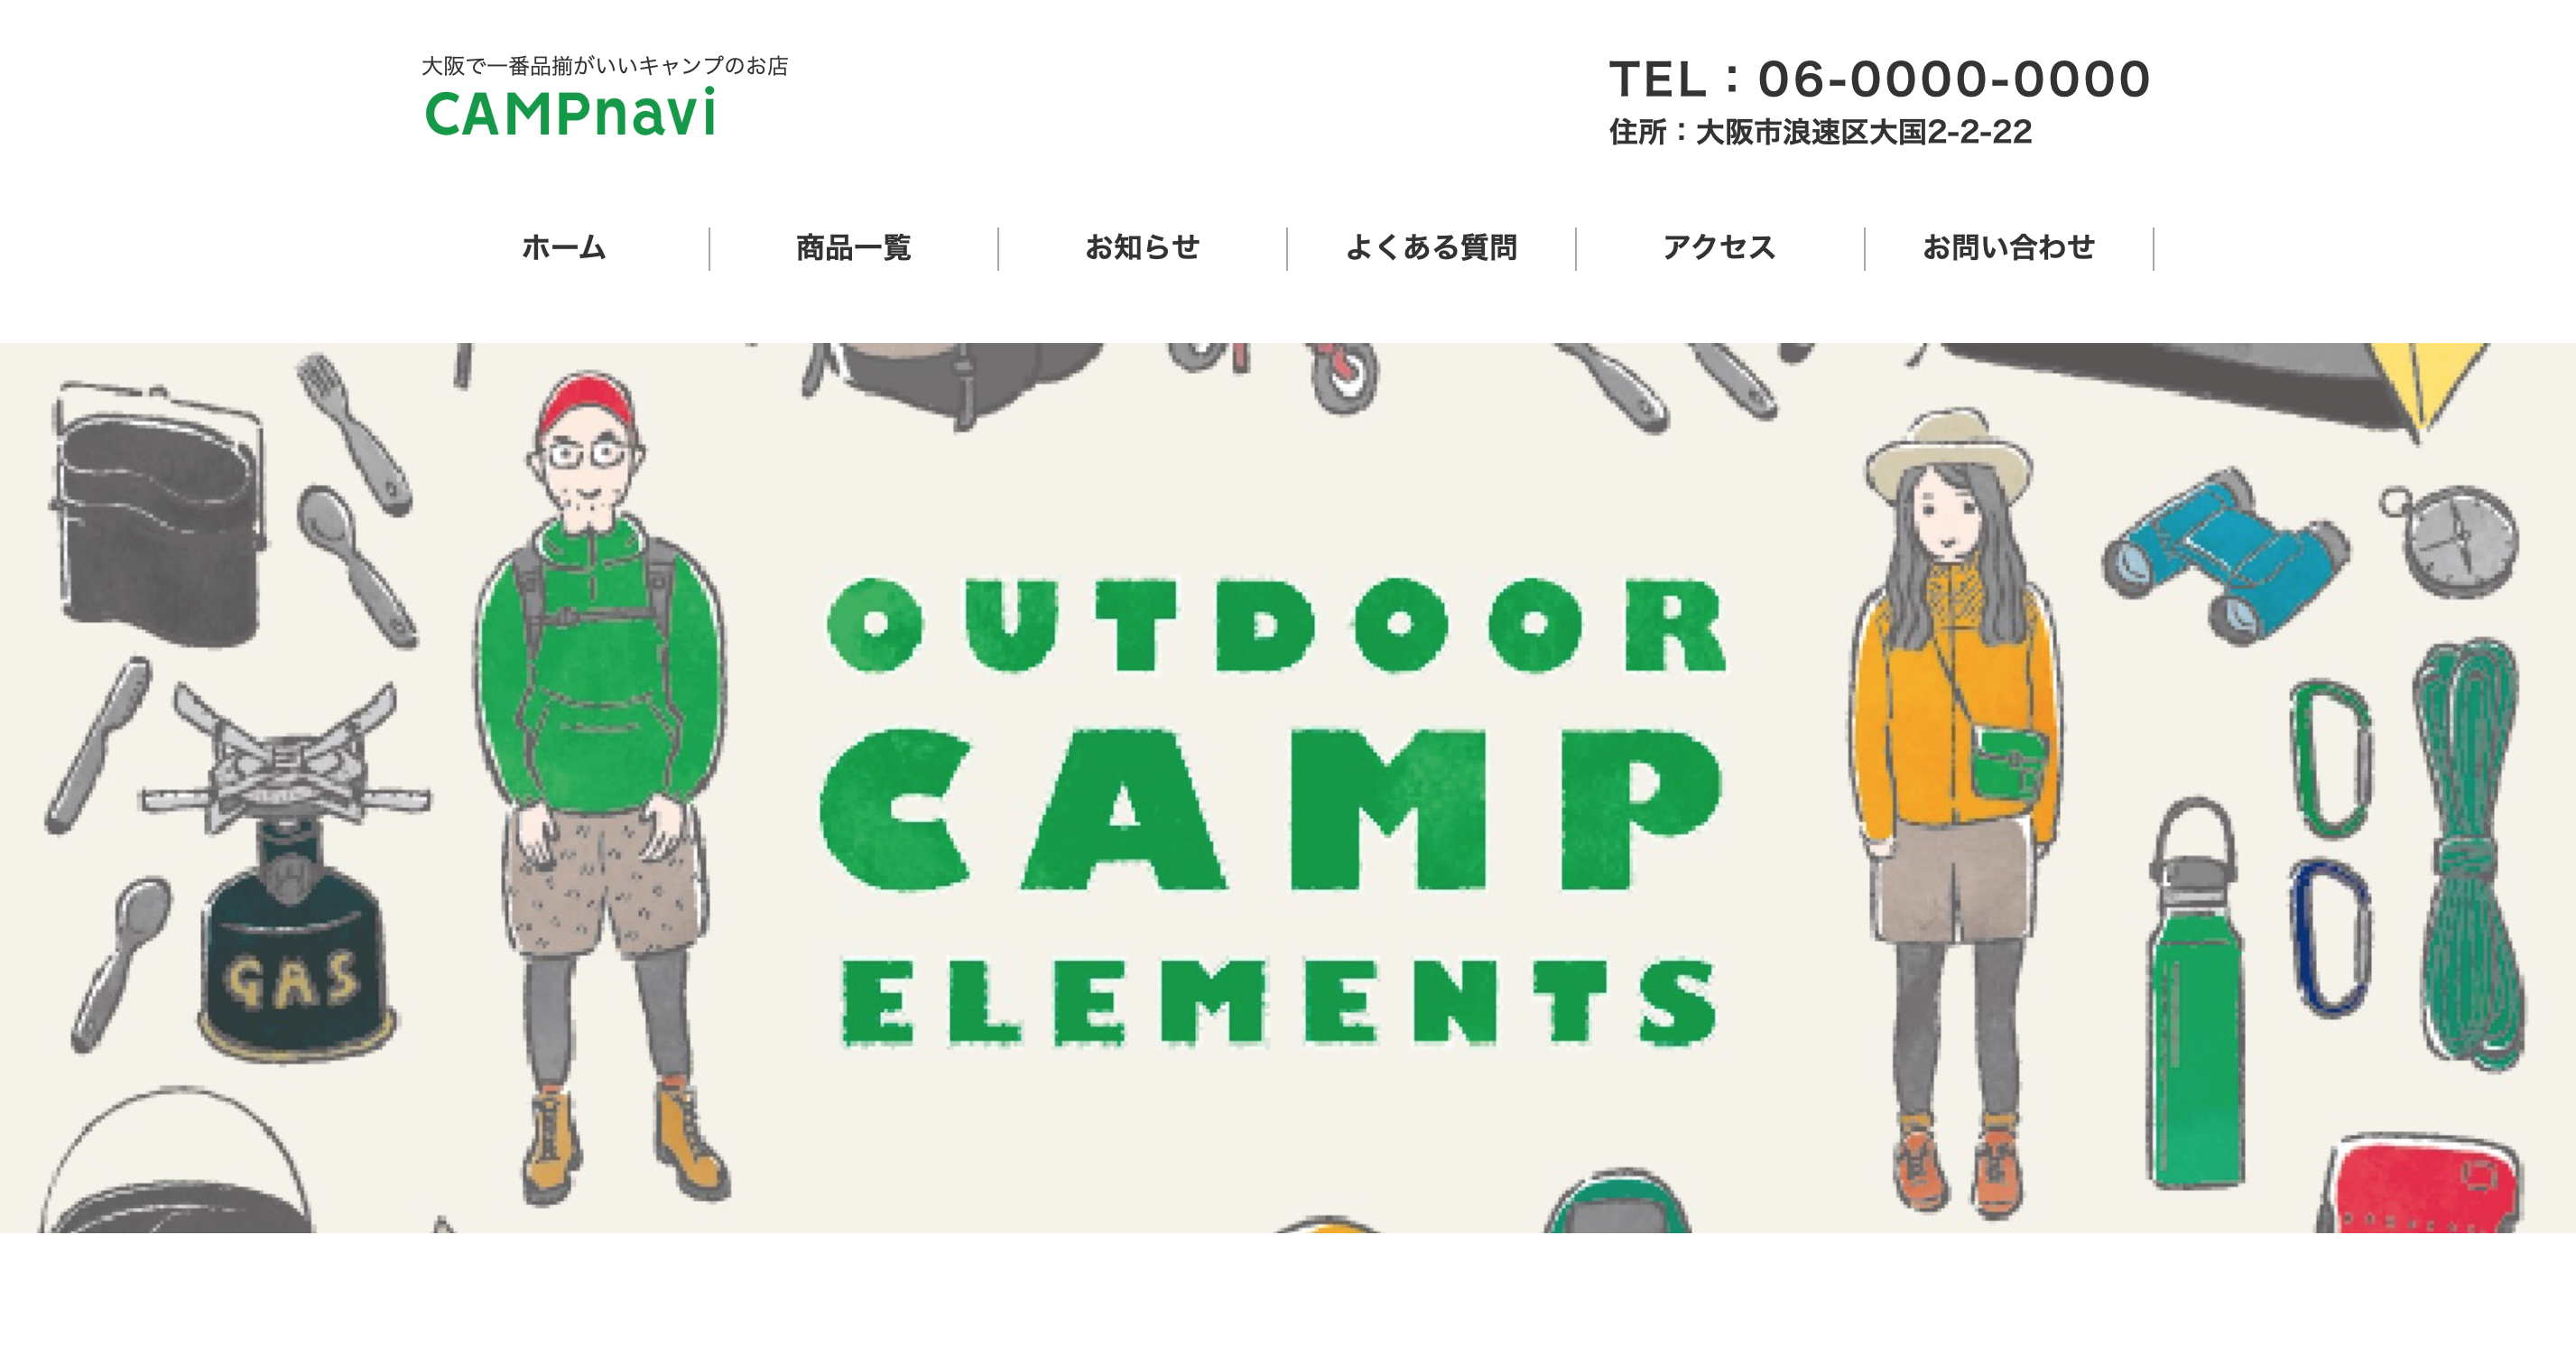 大阪で一番品揃がいいキャンプのお店
CAMPnavi
TEL：06-0000-0000
住所：大阪市浪速区大国2-2-22
ホーム
商品一覧
お知らせ
よくある質問
アクセス
お問い合わせ
OUTDOOR
CAMP
ELEMENTS
GAS